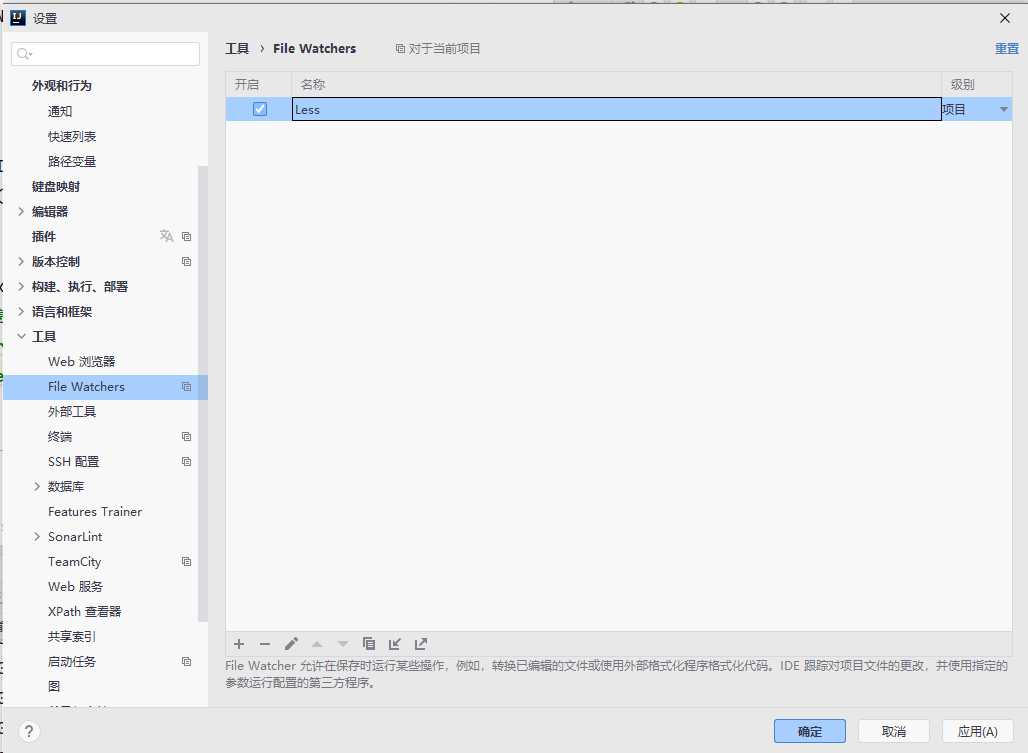 设置
工具 › File Watchers 对于当前项目 重置
外观和行为
通知
快速列表
路径变量
键盘映射
编辑器
插件
版本控制
构建、执行、部署
语言和框架
工具
Web 浏览器
File Watchers
外部工具
终端
SSH 配置
数据库
Features Trainer
SonarLint
TeamCity
Web 服务
XPath 查看器
共享索引
启动任务
图
开启 名称 级别
Less 项目
File Watcher 允许在保存时运行某些操作，例如，转换已编辑的文件或使用外部格式化程序格式化代码。IDE 跟踪对项目文件的更改，并使用指定的
参数运行配置的第三方程序。
? 确定 取消 应用(A)